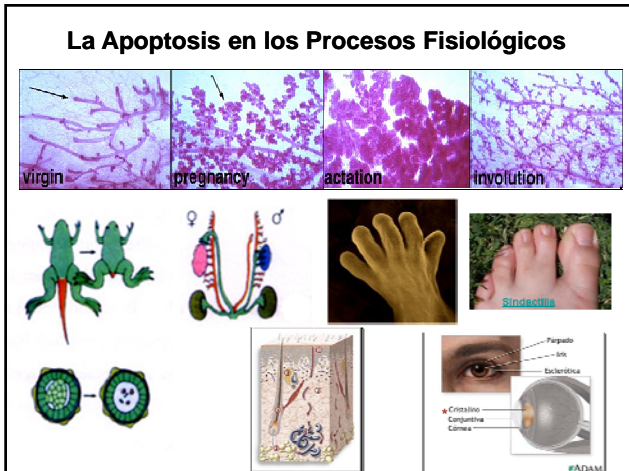 La Apoptosis en los Procesos Fisiológicos
virgin
pregnancy
actation
involution
♀ ♂
Sindactilia
Párpado
Iris
Esclerótica
* Cristalino
Conjuntiva
Córnea
ADAM